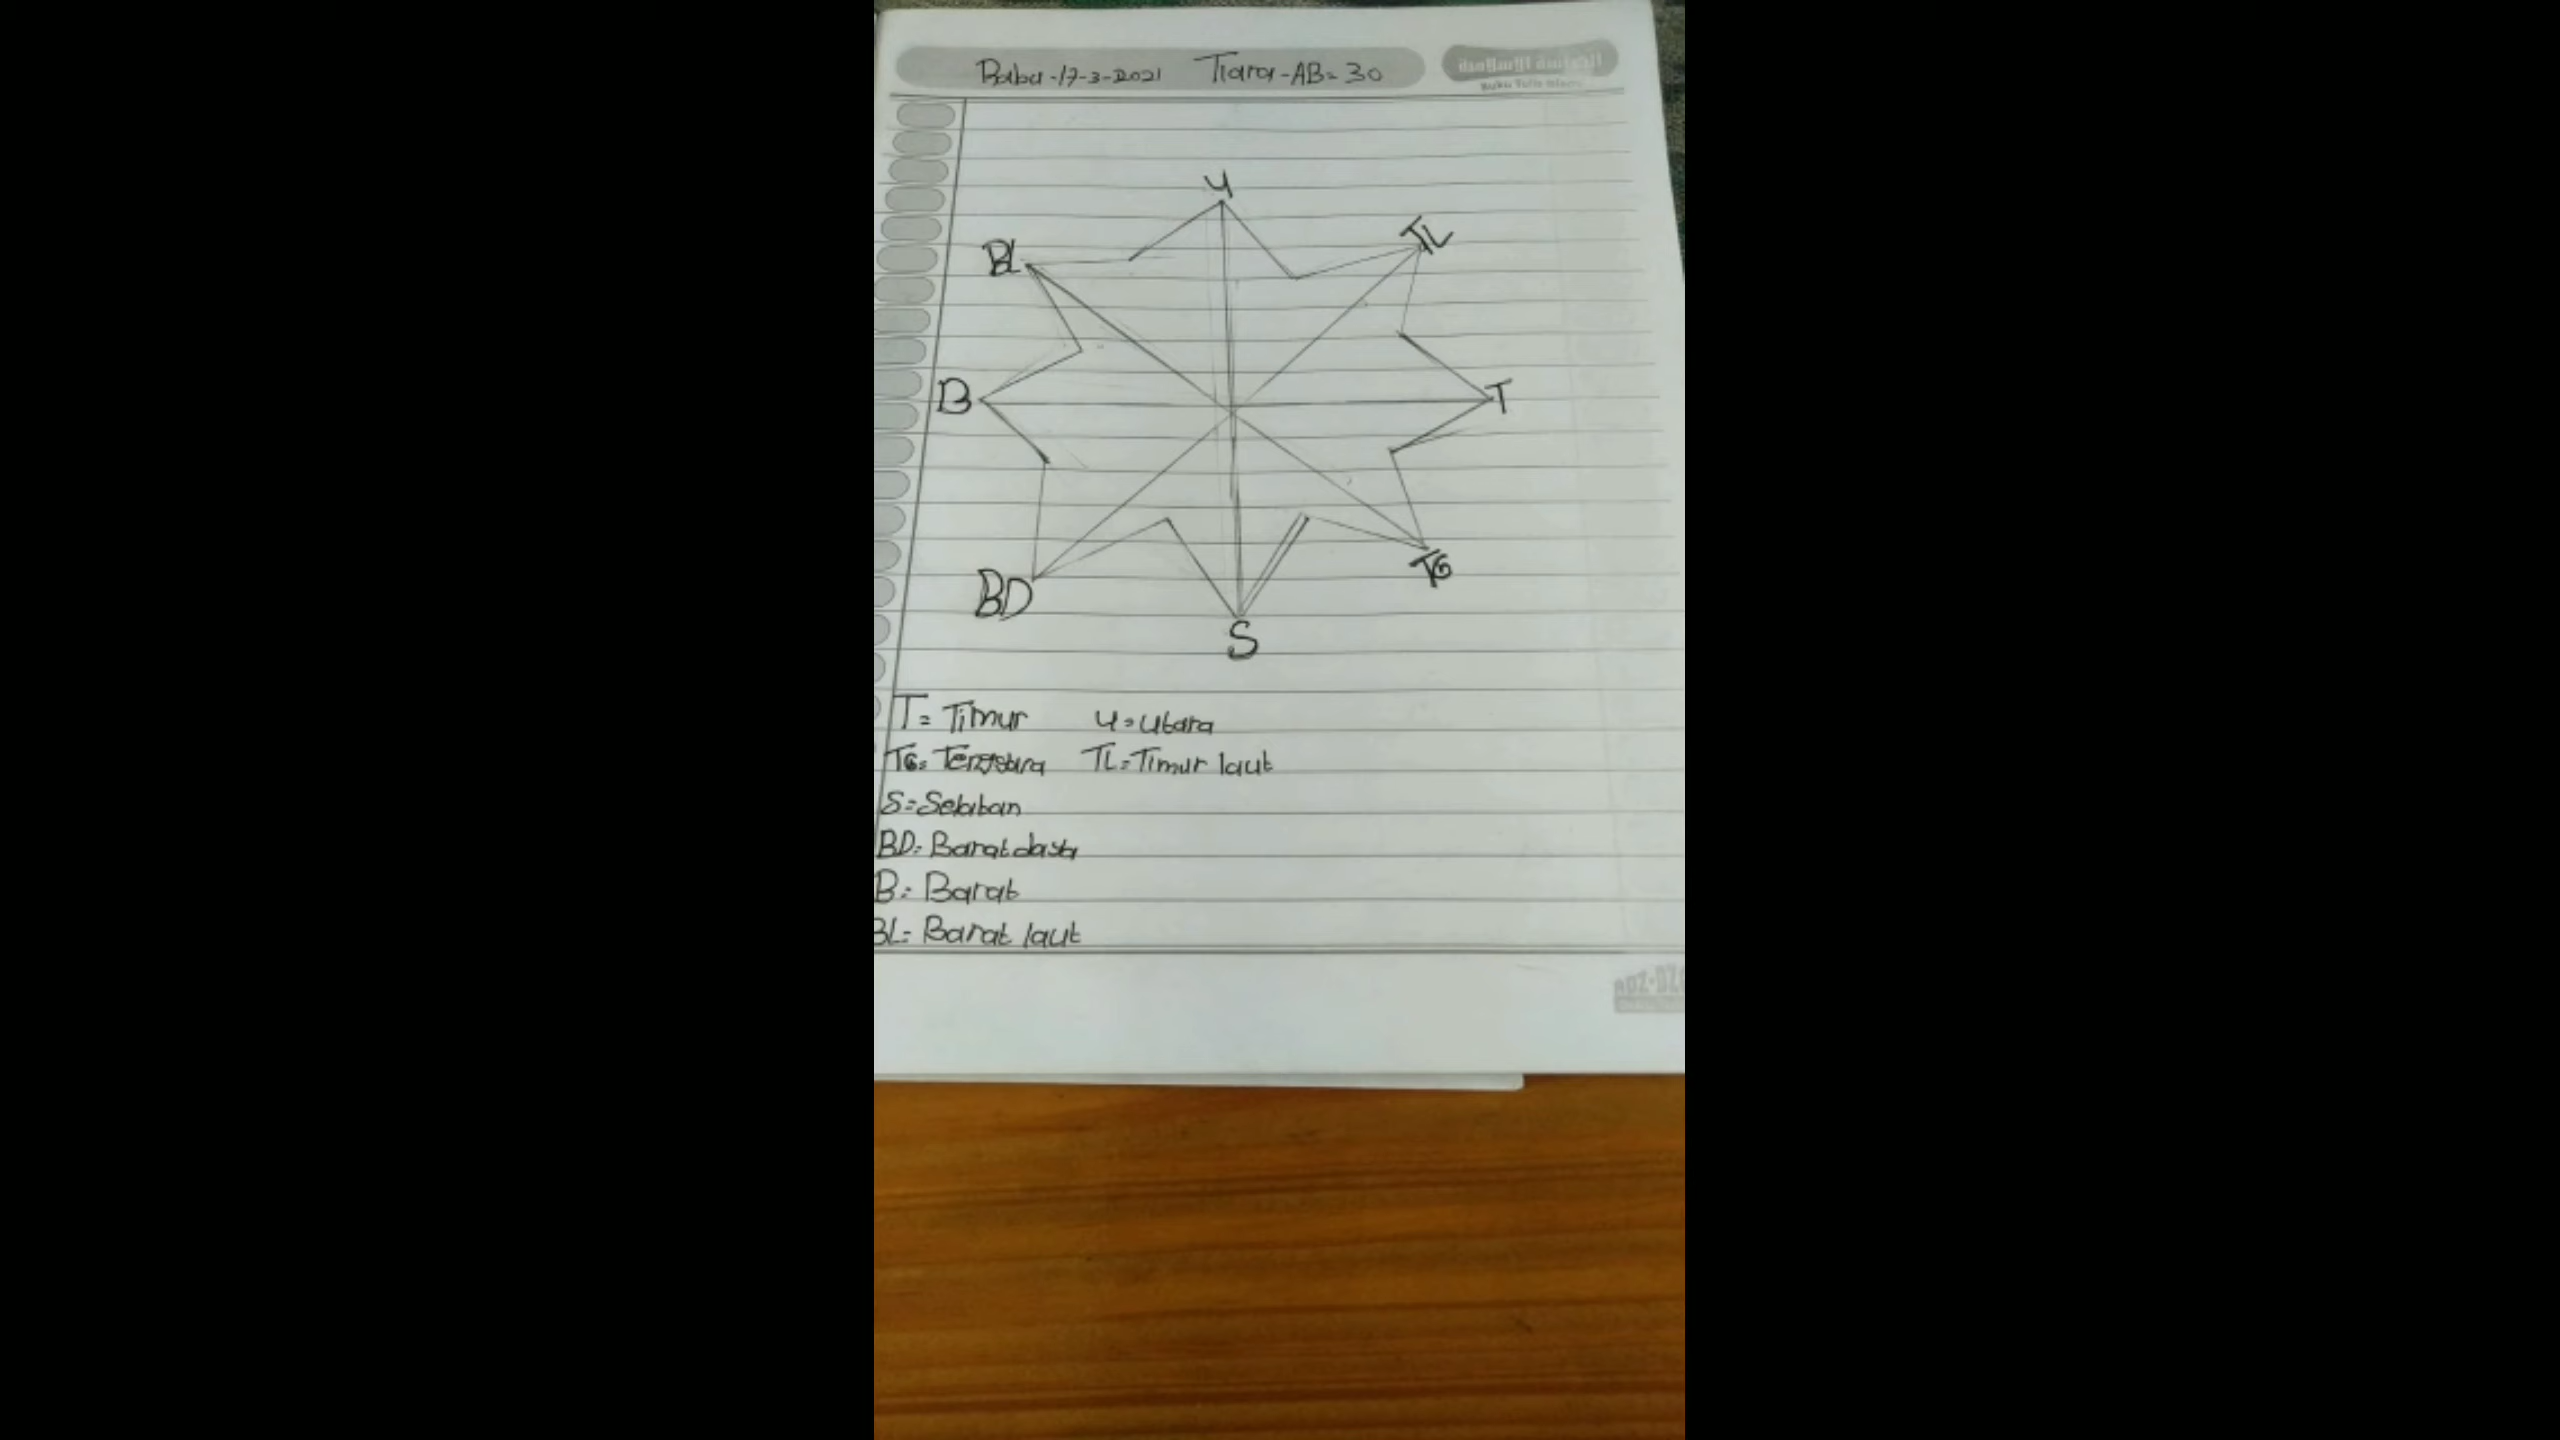 Rabu-17-3-2021 Tiara-AB=30
U
BL TL
B T
BD TG
S
T= Timur U=Utara
TG= Tenggara TL=Timur laut
S=Selatan
BD= Barat daya
B= Barat
BL= Barat laut